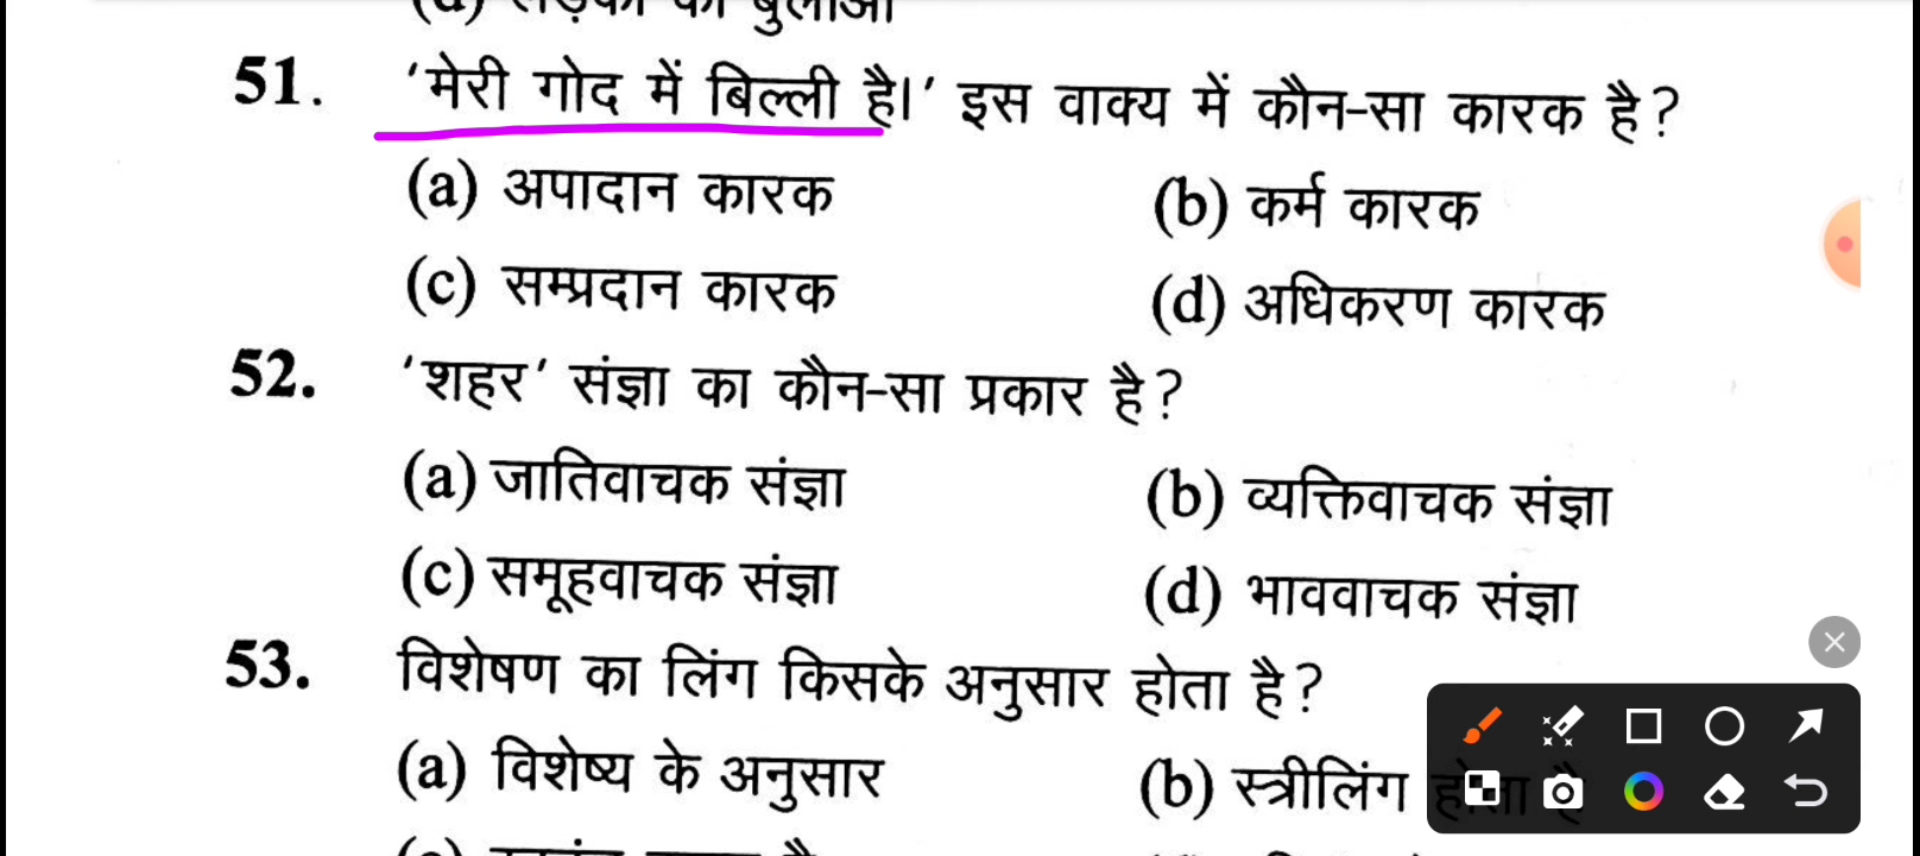 51. ‘मेरी गोद में बिल्ली है।’ इस वाक्य में कौन-सा कारक है?
(a) अपादान कारक (b) कर्म कारक
(c) सम्प्रदान कारक (d) अधिकरण कारक
52. ‘शहर’ संज्ञा का कौन-सा प्रकार है?
(a) जातिवाचक संज्ञा (b) व्यक्तिवाचक संज्ञा
(c) समूहवाचक संज्ञा (d) भाववाचक संज्ञा
53. विशेषण का लिंग किसके अनुसार होता है?
(a) विशेष्य के अनुसार (b) स्त्रीलिंग होता है